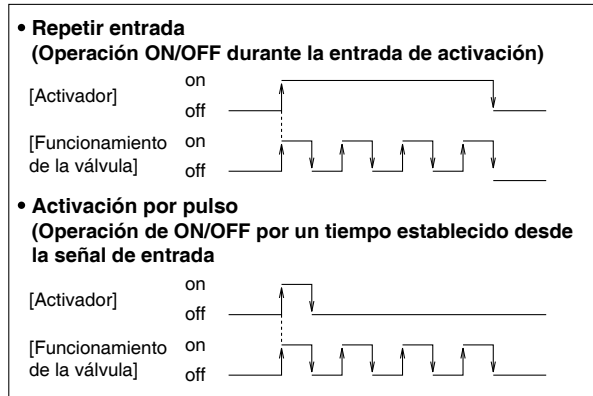 • Repetir entrada
(Operación ON/OFF durante la entrada de activación)
[Activador]
on
off
[Funcionamiento
de la válvula]
on
off
• Activación por pulso
(Operación de ON/OFF por un tiempo establecido desde
la señal de entrada
[Activador]
on
off
[Funcionamiento
de la válvula]
on
off